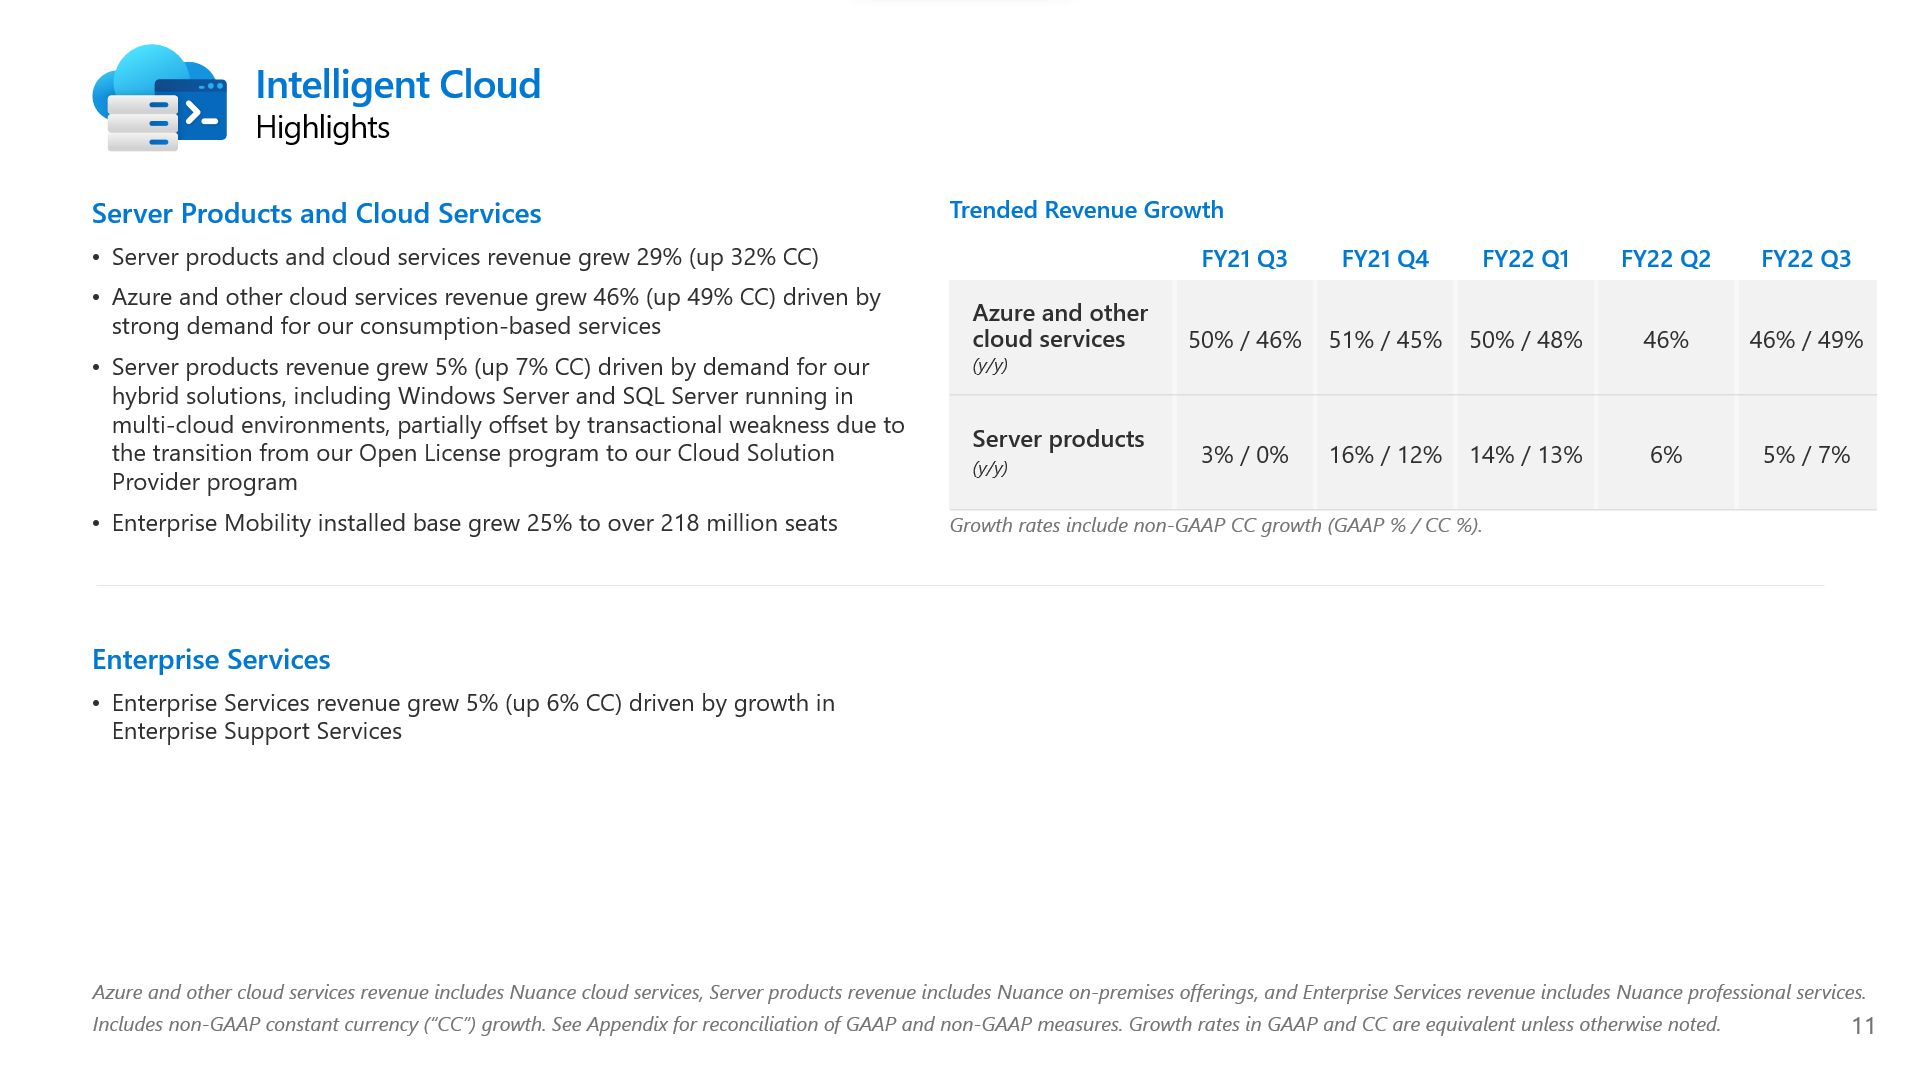 Intelligent Cloud
Highlights
Server Products and Cloud Services
• Server products and cloud services revenue grew 29% (up 32% CC)
• Azure and other cloud services revenue grew 46% (up 49% CC) driven by
strong demand for our consumption-based services
• Server products revenue grew 5% (up 7% CC) driven by demand for our
hybrid solutions, including Windows Server and SQL Server running in
multi-cloud environments, partially offset by transactional weakness due to
the transition from our Open License program to our Cloud Solution
Provider program
• Enterprise Mobility installed base grew 25% to over 218 million seats
Trended Revenue Growth
FY21 Q3 FY21 Q4 FY22 Q1 FY22 Q2 FY22 Q3
Azure and other
cloud services
(y/y)
50% / 46% 51% / 45% 50% / 48% 46% 46% / 49%
Server products
(y/y)
3% / 0% 16% / 12% 14% / 13% 6% 5% / 7%
Growth rates include non-GAAP CC growth (GAAP % / CC %).
Enterprise Services
• Enterprise Services revenue grew 5% (up 6% CC) driven by growth in
Enterprise Support Services
Azure and other cloud services revenue includes Nuance cloud services, Server products revenue includes Nuance on-premises offerings, and Enterprise Services revenue includes Nuance professional services.
Includes non-GAAP constant currency (“CC”) growth. See Appendix for reconciliation of GAAP and non-GAAP measures. Growth rates in GAAP and CC are equivalent unless otherwise noted.
11